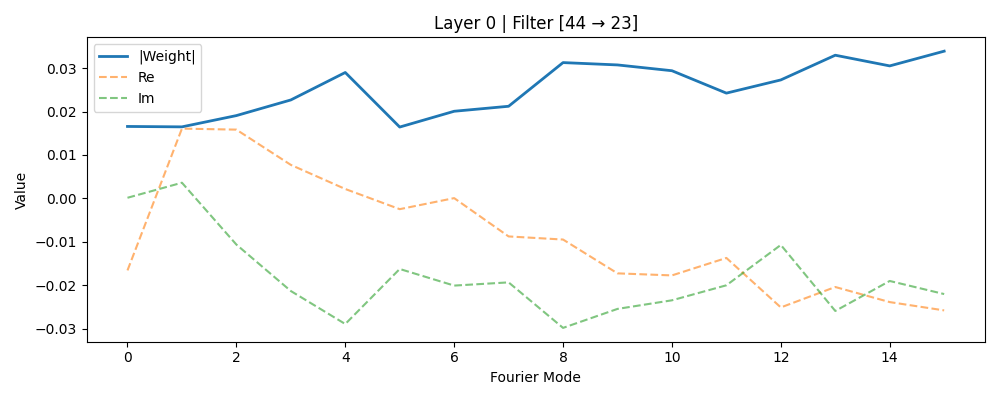 Layer 0 | Filter [44 → 23]
|Weight|
Re
Im
Value
0.03
0.02
0.01
0.00
−0.01
−0.02
−0.03
0 2 4 6 8 10 12 14
Fourier Mode